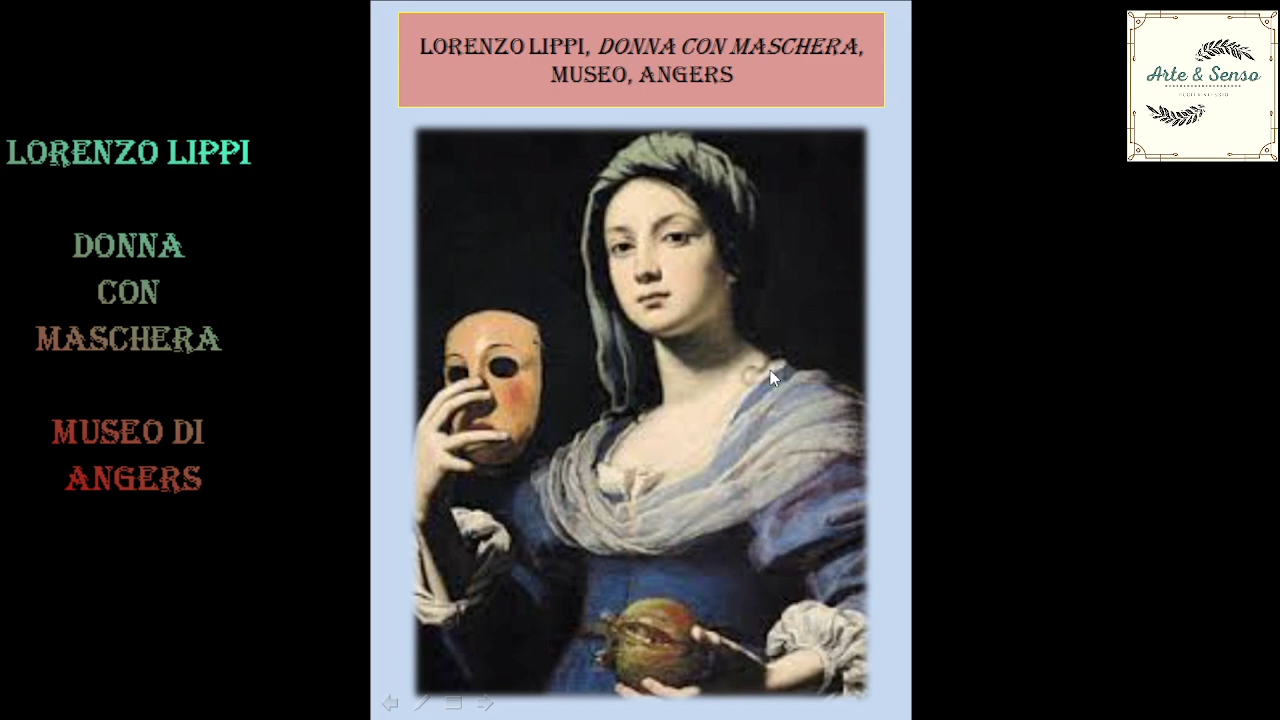 LORENZO LIPPI, DONNA CON MASCHERA,
MUSEO, ANGERS
LORENZO LIPPI
DONNA
CON
MASCHERA
MUSEO DI
ANGERS
Arte & Senso